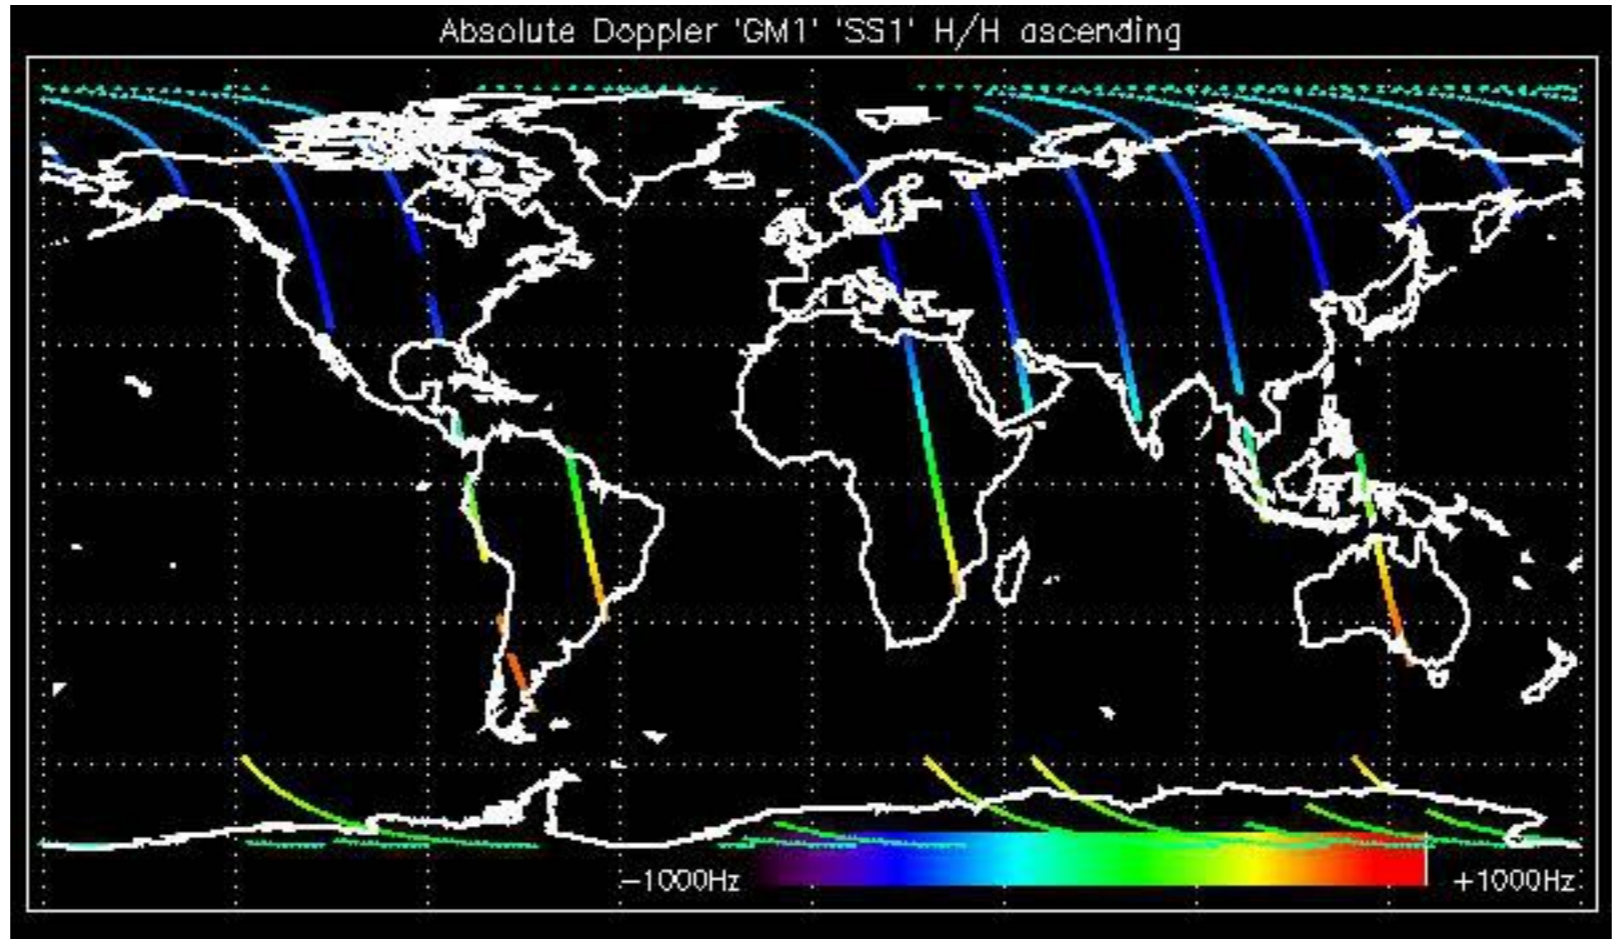 Absolute Doppler 'GM1' 'SS1' H/H ascending
−1000Hz +1000Hz